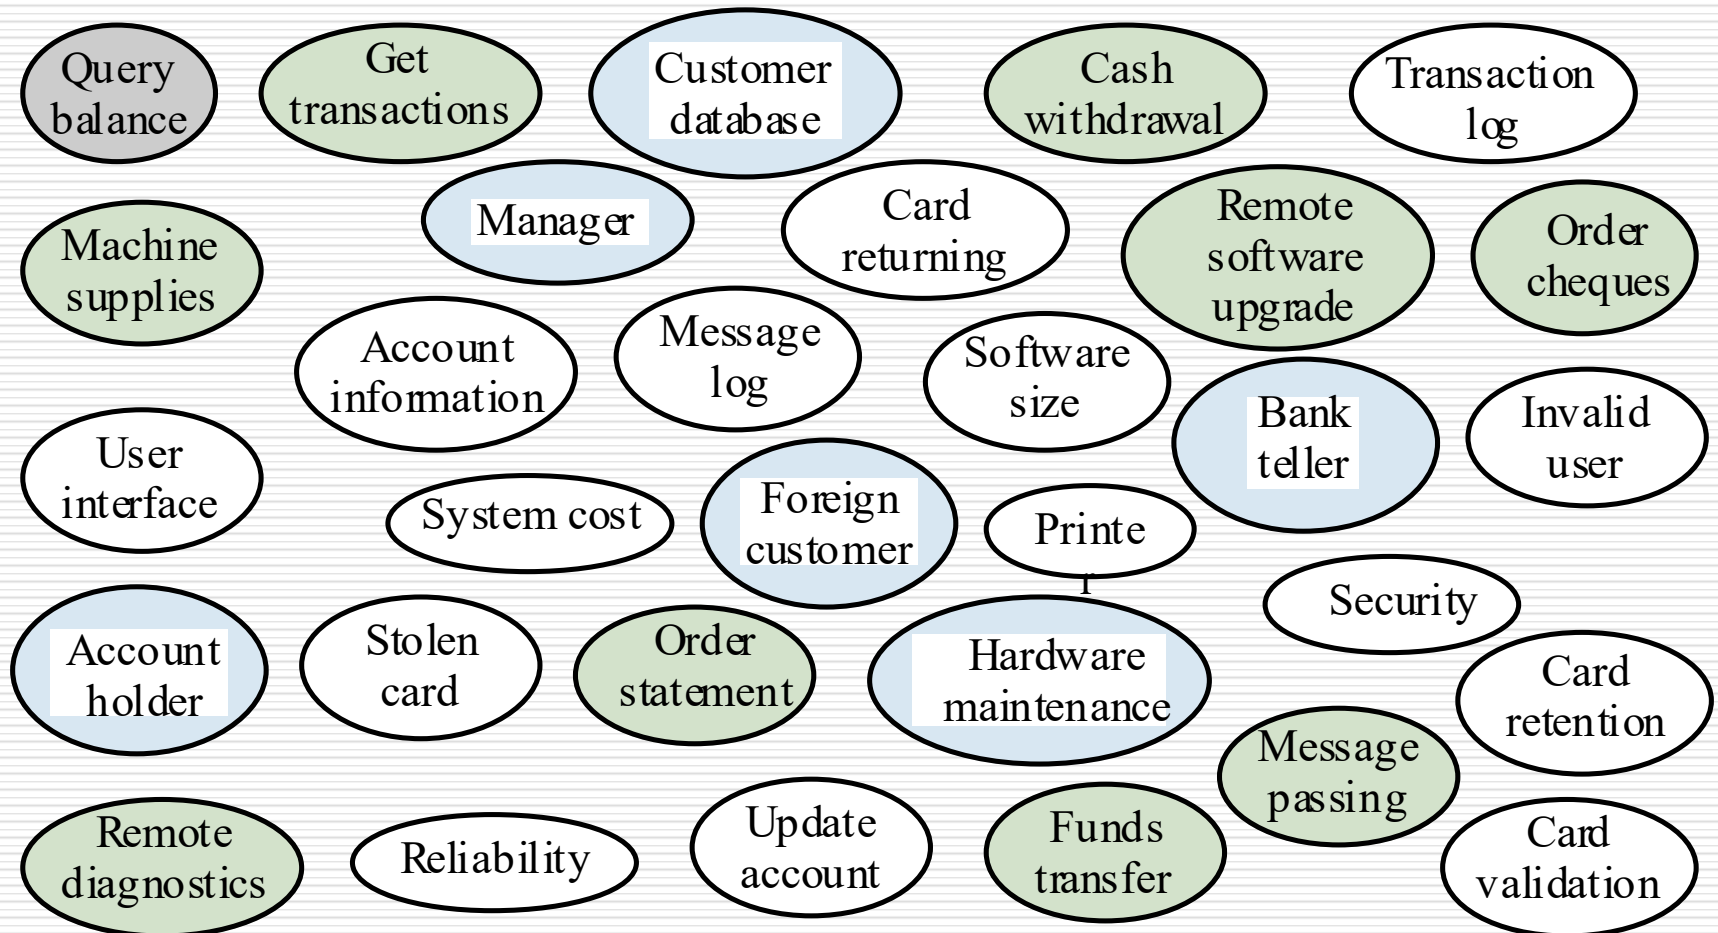 Query
balance
Get
transactions
Customer
database
Cash
withdrawal
Transaction
log
Machine
supplies
Manager
Card
returning
Remote
software
upgrade
Order
cheques
Account
information
Message
log
Software
size
Bank
teller
Invalid
user
User
interface
System cost
Foreign
customer
Printe
r
Security
Account
holder
Stolen
card
Order
statement
Hardware
maintenance
Card
retention
Message
passing
Remote
diagnostics
Reliability
Update
account
Funds
transfer
Card
validation